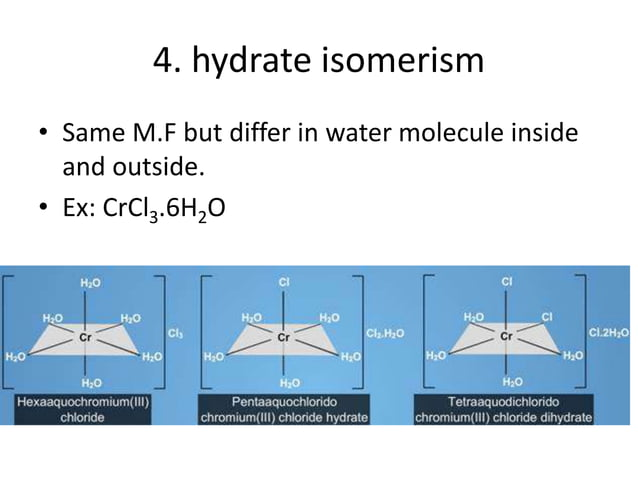 4. hydrate isomerism
• Same M.F but differ in water molecule inside
and outside.
• Ex: CrCl₃.6H₂O
H₂O
H₂O H₂O
Cr
H₂O H₂O
H₂O
Cl₃
Hexaaquochromium(III)
chloride
Cl
H₂O H₂O
Cr
H₂O H₂O
H₂O
Cl₂.H₂O
Pentaaquochlorido
chromium(III) chloride hydrate
Cl
H₂O Cl
Cr
H₂O H₂O
H₂O
Cl.2H₂O
Tetraaquodichlorido
chromium(III) chloride dihydrate